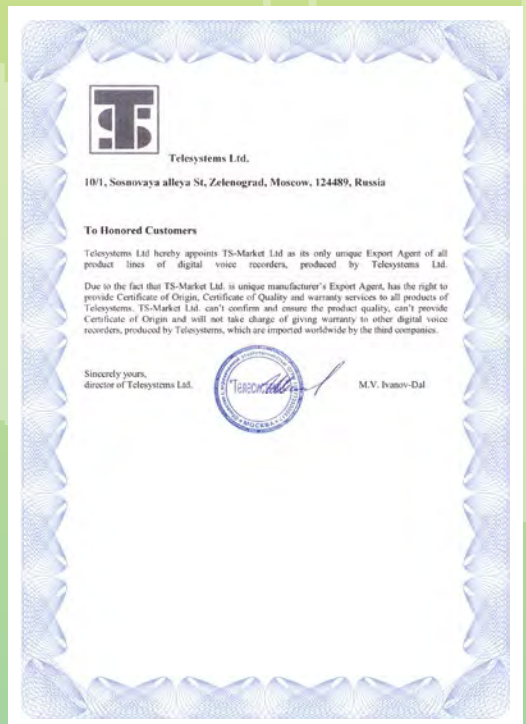 TS
Telesystems Ltd.
10/1, Sosnovaya alleya St, Zelenograd, Moscow, 124489, Russia
To Honored Customers
Telesystems Ltd hereby appoints TS-Market Ltd as its only unique Export Agent of all
product lines of digital voice recorders, produced by Telesystems Ltd.
Due to the fact that TS-Market Ltd. is unique manufacturer's Export Agent, has the right to
provide Certificate of Origin, Certificate of Quality and warranty services to all products of
Telesystems. TS-Market Ltd. can't confirm and ensure the product quality, can't provide
Certificate of Origin and will not take charge of giving warranty to other digital voice
recorders, produced by Telesystems, which are imported worldwide by the third companies.
Sincerely yours,
director of Telesystems Ltd.
M.V. Ivanov-Dal
МОСКВА